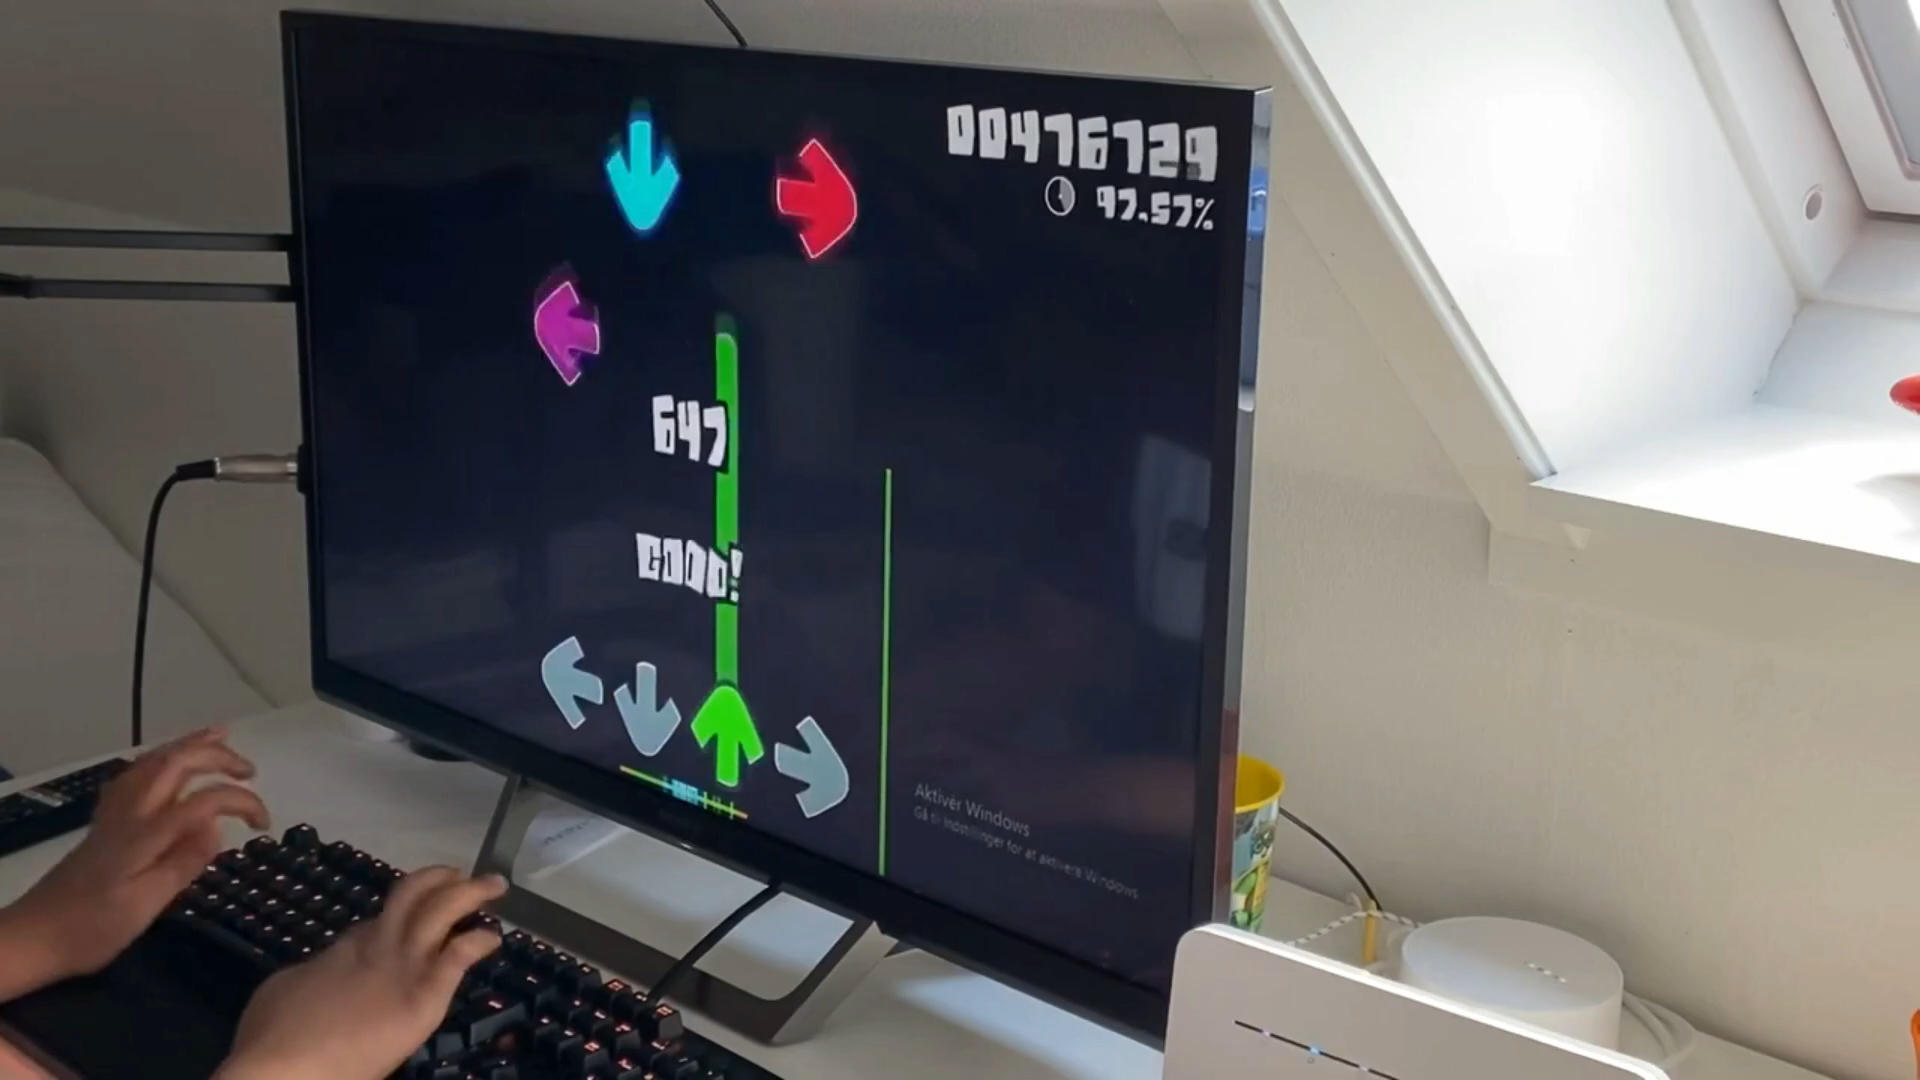 00476729
97.57%
647
GOOD!
Aktivér Windows
Gå til Indstillinger for at aktivere Windows